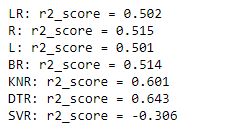 LR: r2_score = 0.502
R: r2_score = 0.515
L: r2_score = 0.501
BR: r2_score = 0.514
KNR: r2_score = 0.601
DTR: r2_score = 0.643
SVR: r2_score = -0.306